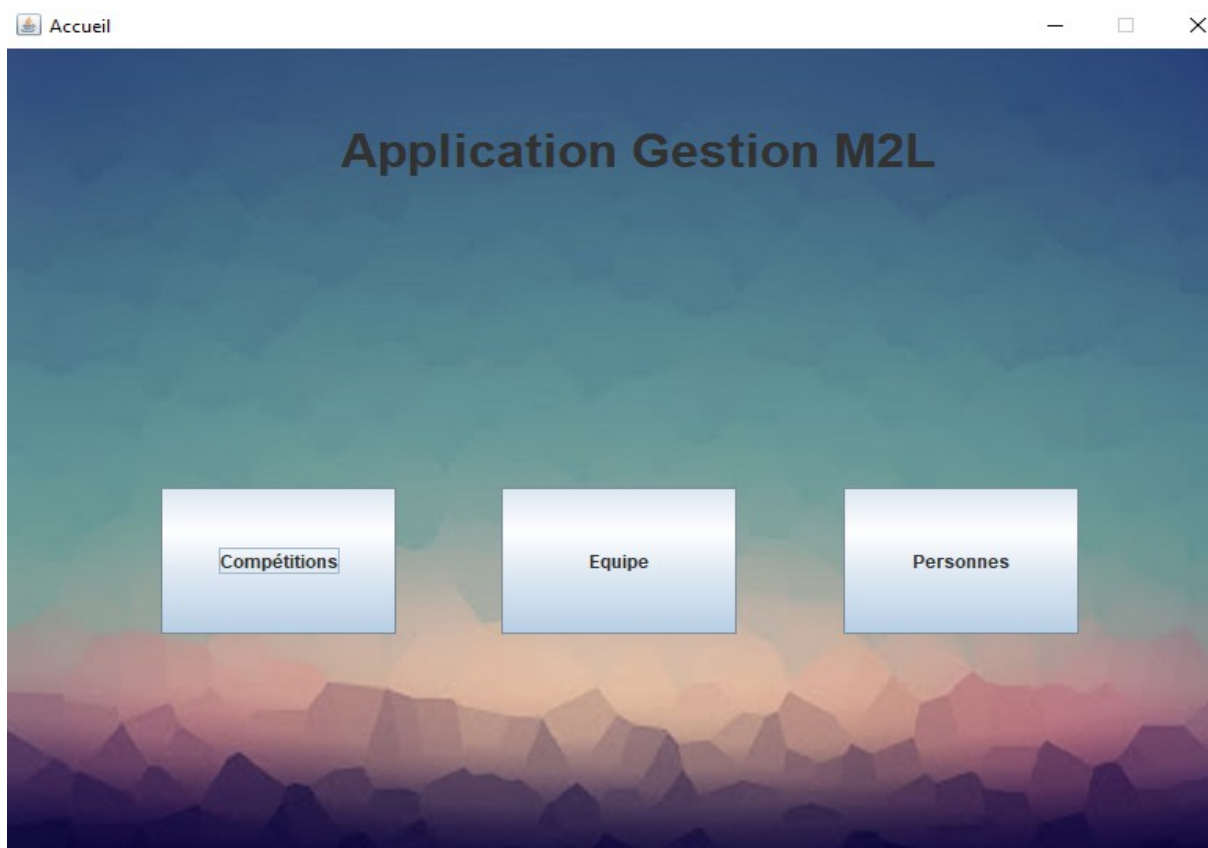 Accueil
Application Gestion M2L
Compétitions
Equipe
Personnes